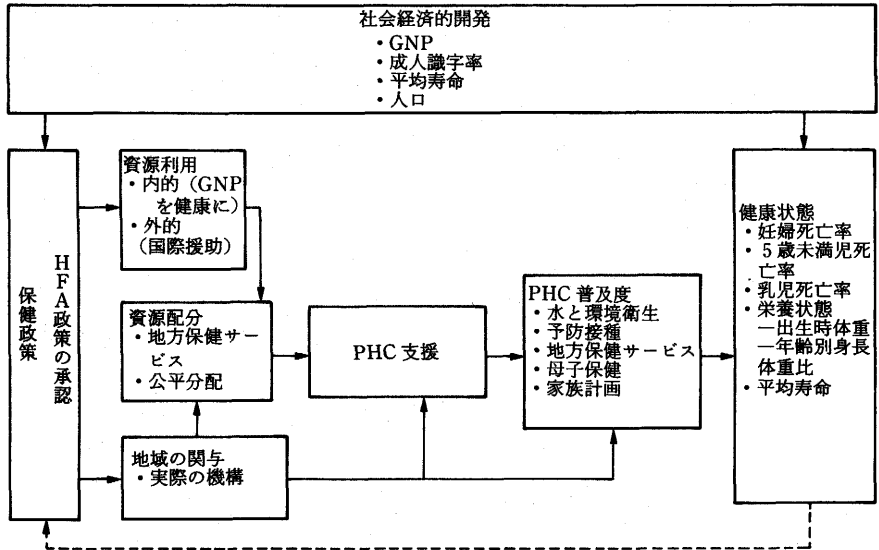 社会経済的開発
・GNP
・成人識字率
・平均寿命
・人口
保健政策
HFA政策の承認
資源利用
・内的（GNP
を健康に）
・外的
（国際援助）
資源配分
・地方保健サー
ビス
・公平分配
地域の関与
・実際の機構
PHC支援
PHC普及度
・水と環境衛生
・予防接種
・地方保健サービス
・母子保健
・家族計画
健康状態
・妊婦死亡率
・5歳未満児死
亡率
・乳児死亡率
・栄養状態
―出生時体重
―年齢別身長
体重比
・平均寿命